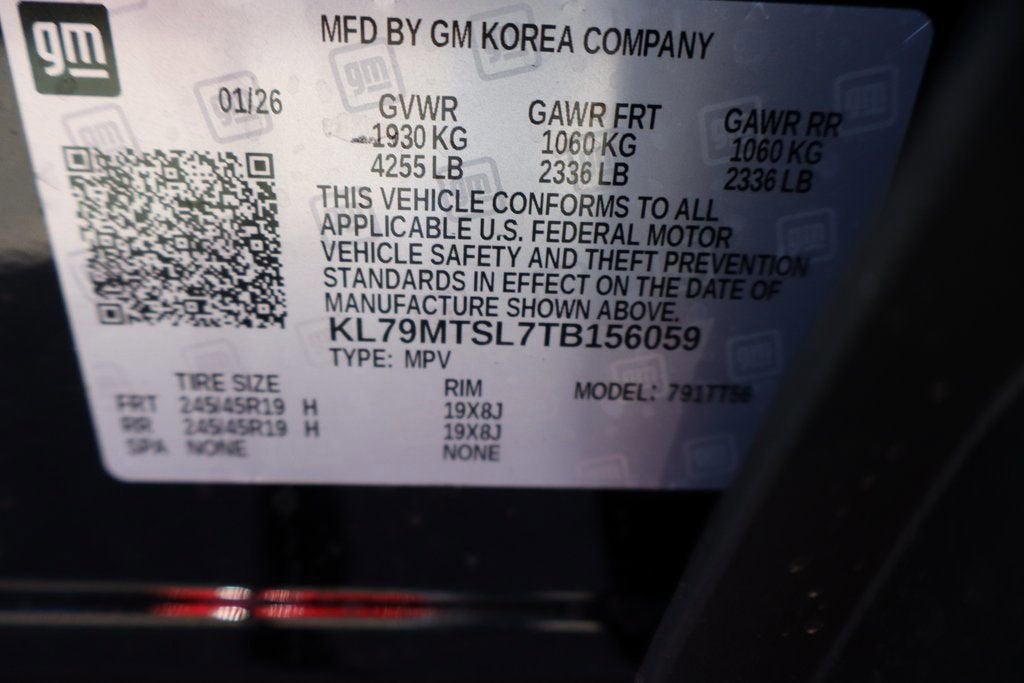 gm
MFD BY GM KOREA COMPANY
01/26
GVWR GAWR FRT GAWR RR
1930 KG 1060 KG 1060 KG
4255 LB 2336 LB 2336 LB
THIS VEHICLE CONFORMS TO ALL
APPLICABLE U.S. FEDERAL MOTOR
VEHICLE SAFETY AND THEFT PREVENTION
STANDARDS IN EFFECT ON THE DATE OF
MANUFACTURE SHOWN ABOVE.
KL79MTSL7TB156059
TYPE: MPV
TIRE SIZE RIM MODEL:
FRT 245/45R19 H 19X8J
RR 245/45R19 H 19X8J
SPA NONE NONE